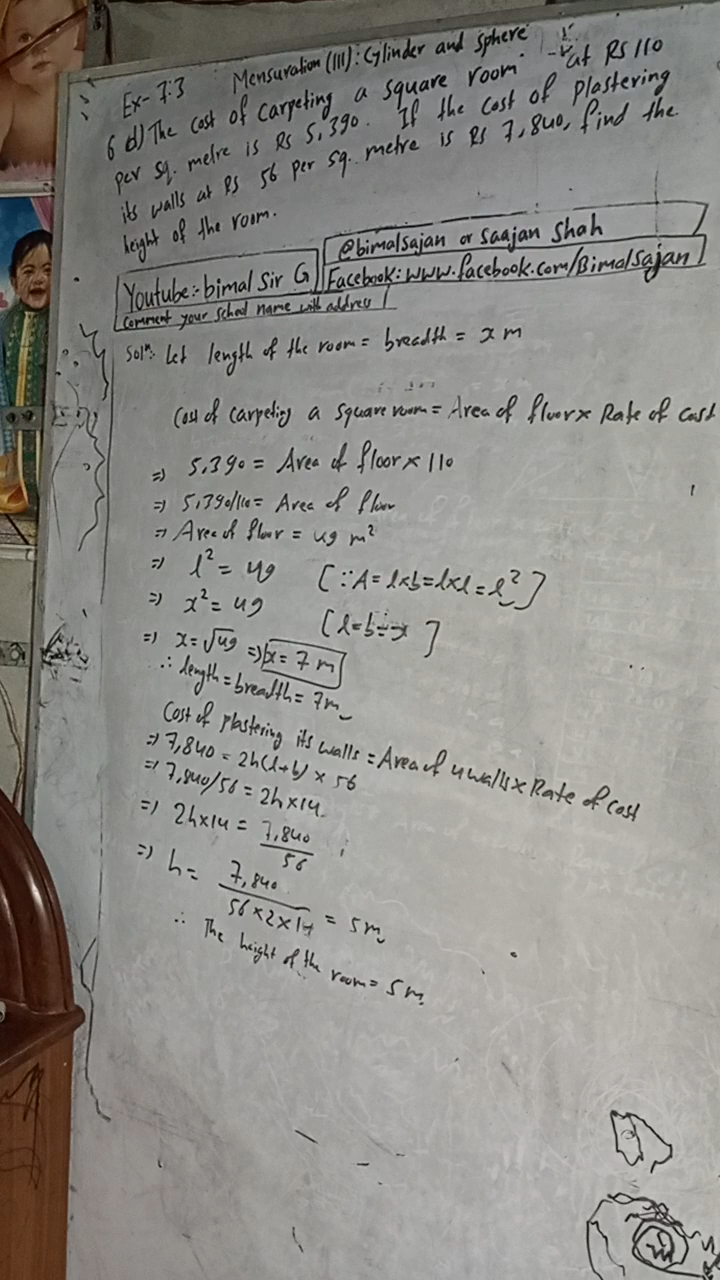 Ex- 7.3 Mensuration (III): Cylinder and sphere
6 d) The cost of carpeting a square room at Rs 110
per sq. metre is Rs 5,390. If the cost of plastering
its walls at Rs 56 per sq. metre is Rs 7,840, find the
height of the room.
@bimalsajan or Saajan Shah
Youtube:- bimal Sir G
Facebook: www.facebook.com/Bimalsajan
Comment your school name with address
Solⁿ: Let length of the room = breadth = x m
Cost of carpeting a square room = Area of floor x Rate of cost
=> 5,390 = Area of floor x 110
=> 5,390/110 = Area of floor
=> Area of floor = 49 m²
=> l² = 49 [∵ A = l×b = l×l = l²]
=> x² = 49 [l=b=x]
=> x = √49 => x = 7 m
∴ length = breadth = 7m
Cost of plastering its walls = Area of 4 walls x Rate of cost
=> 7,840 = 2h(l+b) × 56
=> 7,840/56 = 2h×14
=> 2h×14 = 7,840/56
=> h = 7,840/56×2×14 = 5m
∴ The height of the room = 5m